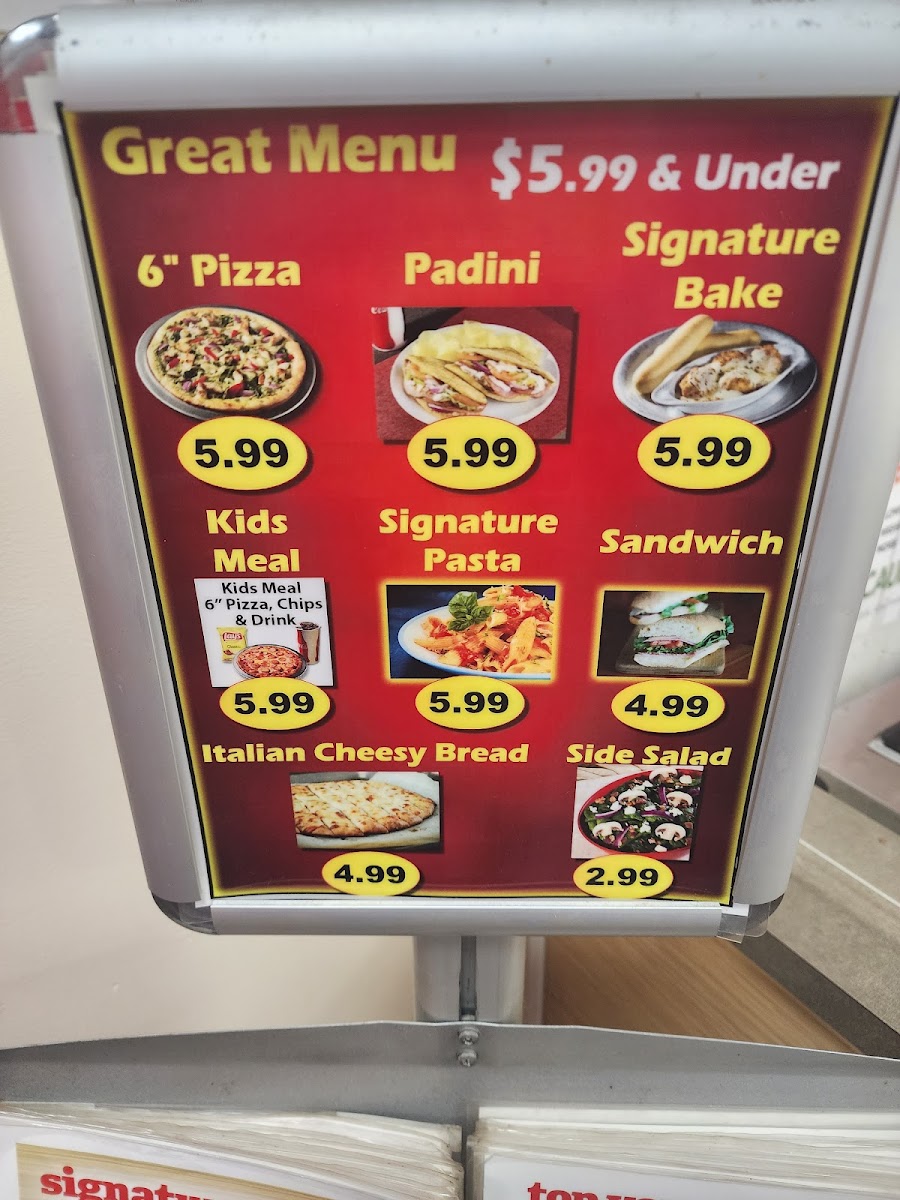 Great Menu
$5.99 & Under
6" Pizza
Padini
Signature
Bake
5.99
5.99
5.99
Kids
Meal
Signature
Pasta
Sandwich
Kids Meal
6" Pizza, Chips
& Drink
Lay's
5.99
5.99
4.99
Italian Cheesy Bread
Side Salad
4.99
2.99